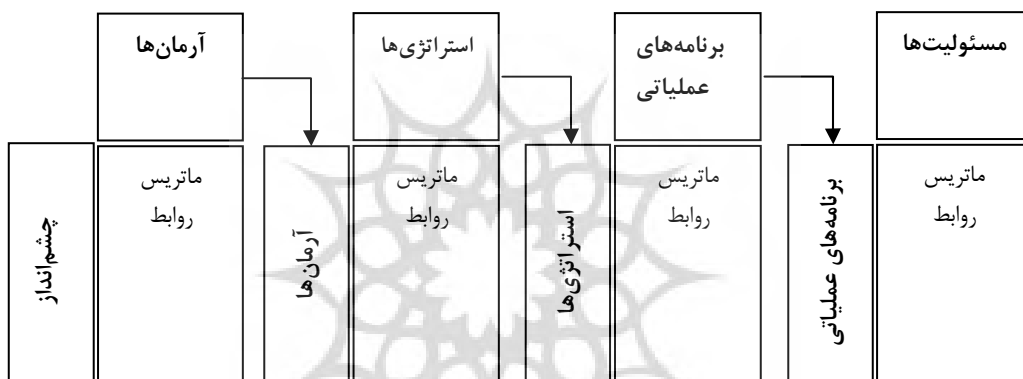 آرمان‌ها
استراتژی‌ها
برنامه‌های
عملیاتی
مسئولیت‌ها
چشم‌انداز
ماتریس
روابط
آرمان‌ها
ماتریس
روابط
استراتژی‌ها
ماتریس
روابط
برنامه‌های عملیاتی
ماتریس
روابط